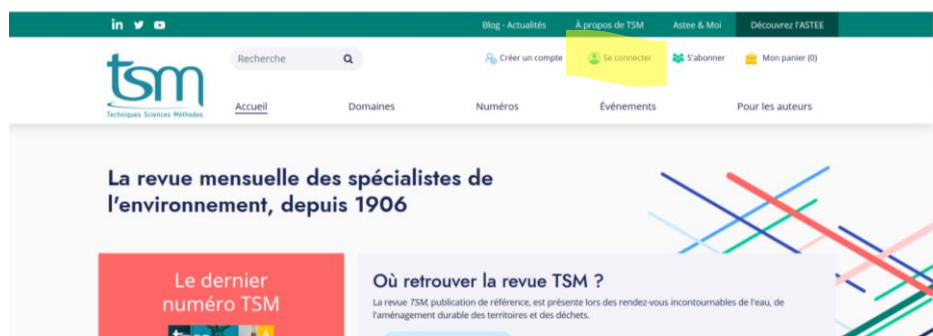 in
Blog - Actualités À propos de TSM Astee & Moi Découvrez l'ASTEE
Recherche Créer un compte Se connecter S'abonner Mon panier (0)
tsm
Techniques Sciences Méthodes
Accueil Domaines Numéros Événements Pour les auteurs
La revue mensuelle des spécialistes de
l'environnement, depuis 1906
Le dernier
numéro TSM
Où retrouver la revue TSM ?
La revue TSM, publication de référence, est présente lors des rendez-vous incontournables de l'eau, de
l'aménagement durable des territoires et des déchets.